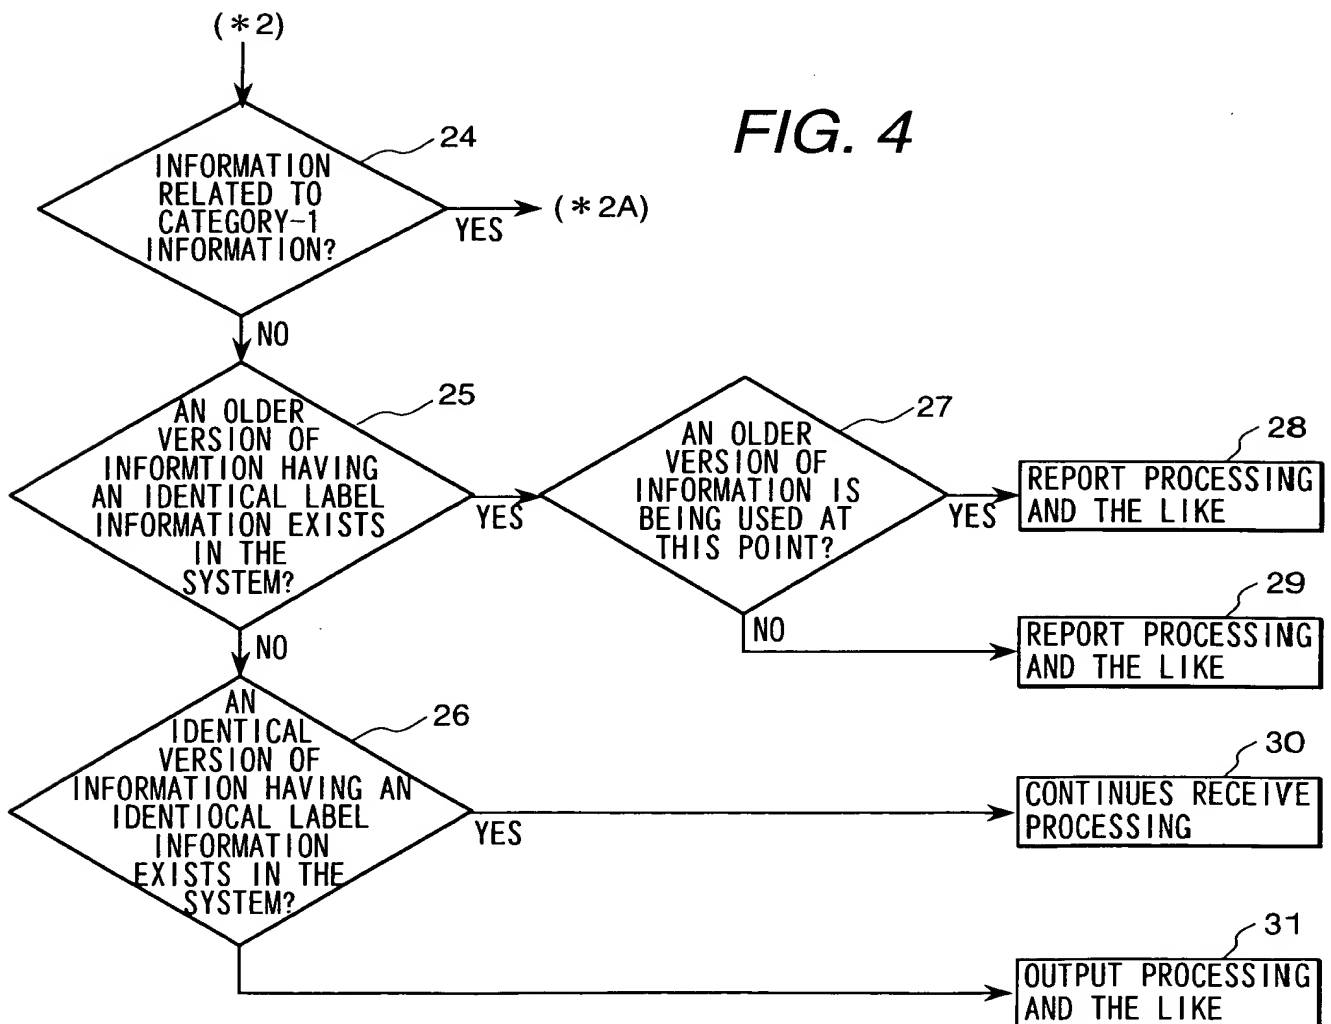 (*2)
FIG. 4
24
INFORMATION
RELATED TO
CATEGORY-1
INFORMATION?
YES
(*2A)
NO
25
AN OLDER
VERSION OF
INFORMTION HAVING
AN IDENTICAL LABEL
INFORMATION EXISTS
IN THE
SYSTEM?
YES
27
AN OLDER
VERSION OF
INFORMATION IS
BEING USED AT
THIS POINT?
YES
28
REPORT PROCESSING
AND THE LIKE
NO
29
REPORT PROCESSING
AND THE LIKE
NO
26
AN
IDENTICAL
VERSION OF
INFORMATION HAVING AN
IDENTIOCAL LABEL
INFORMATION
EXISTS IN THE
SYSTEM?
YES
30
CONTINUES RECEIVE
PROCESSING
31
OUTPUT PROCESSING
AND THE LIKE